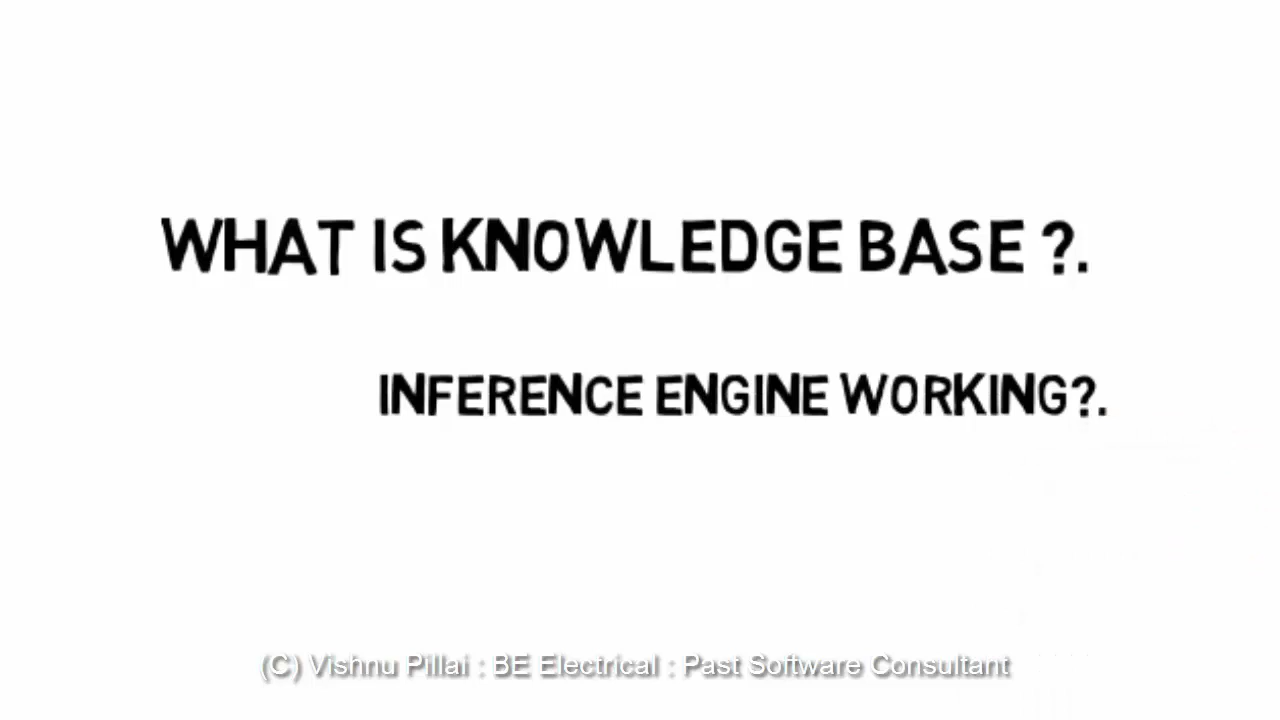 WHAT IS KNOWLEDGE BASE ?.
INFERENCE ENGINE WORKING?.
(C) Vishnu Pillai : BE Electrical : Past Software Consultant